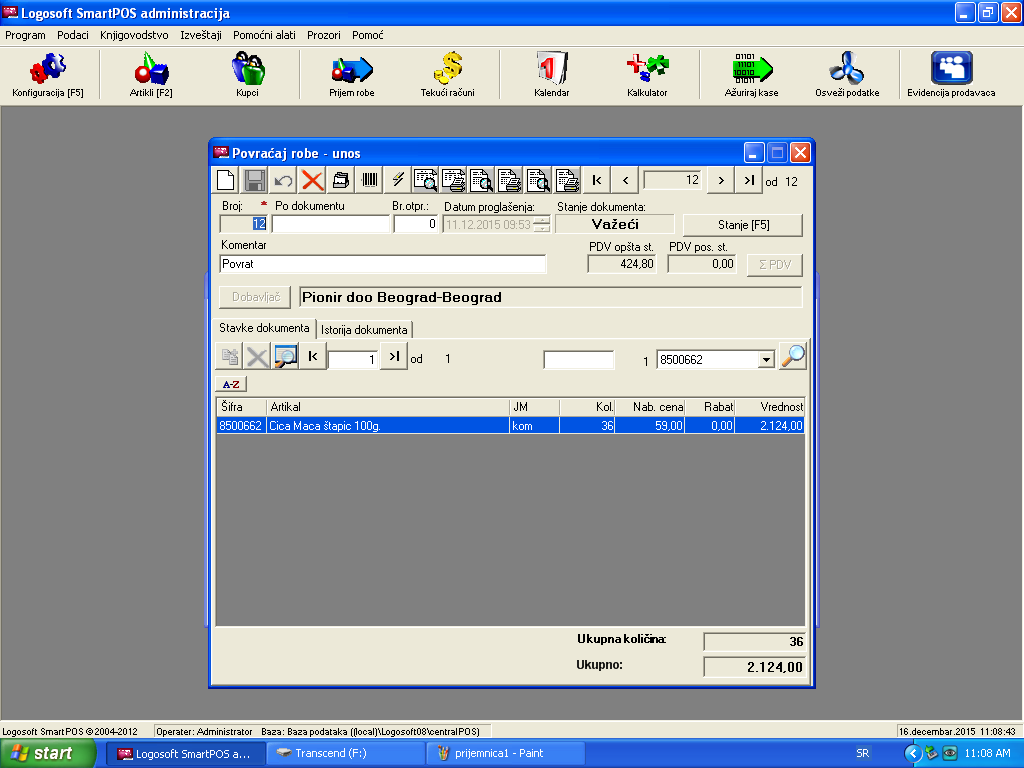 Logosoft SmartPOS administracija
Program Podaci Knjigovodstvo Izveštaji Pomoćni alati Prozori Pomoć
Konfiguracija [F5] Artikli [F2] Kupci Prijem robe Tekući računi Kalendar Kalkulator Ažuriraj kase Osveži podatke Evidencija prodavaca
Povraćaj robe - unos
12 od 12
Broj: * Po dokumentu Br.otpr.: Datum proglašenja: Stanje dokumenta:
12 0 11.12.2015 09:53 Važeći Stanje [F5]
Komentar PDV opšta st. PDV pos. st.
Povrat 424,80 0,00 Σ PDV
Dobavljač Pionir doo Beograd-Beograd
Stavke dokumenta Istorija dokumenta
1 od 1 1 8500662
A-Z
Šifra Artikal JM Kol. Nab. cena Rabat Vrednost
8500662 Cica Maca štapic 100g. kom 36 59,00 0,00 2.124,00
Ukupna količina: 36
Ukupno: 2.124,00
Logosoft SmartPOS ©2004-2012 Operater: Administrator Baza: Baza podataka ((local)\Logosoft08\centralPOS) 16.decembar.2015 11:08:43
start Logosoft SmartPOS a... Transcend (F:) prijemnica1 - Paint SR 11:08 AM